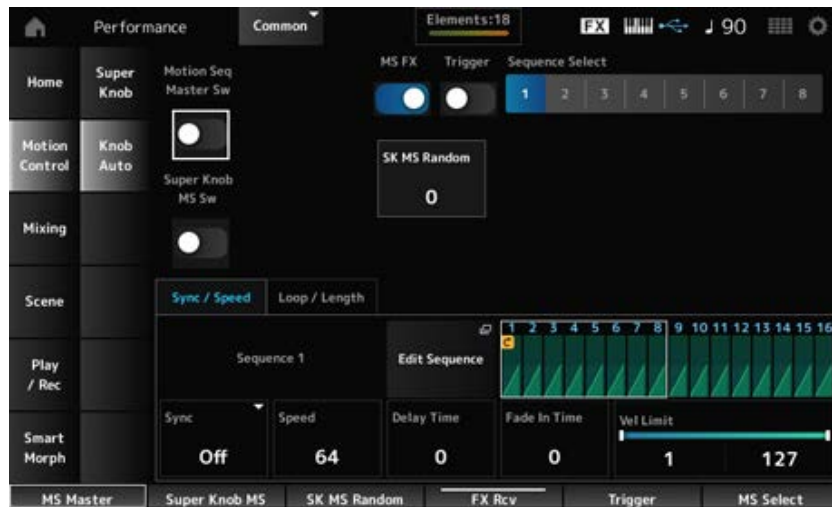 Performance
Common
Elements:18
FX
♩ 90
Home
Super
Knob
Motion Seq
Master Sw
MS FX
Trigger
Sequence Select
1 2 3 4 5 6 7 8
Motion
Control
Knob
Auto
Super Knob
MS Sw
SK MS Random
0
Mixing
Scene
Sync / Speed
Loop / Length
Play
/ Rec
Sequence 1
Edit Sequence
1 2 3 4 5 6 7 8 9 10 11 12 13 14 15 16
Smart
Morph
Sync
Off
Speed
64
Delay Time
0
Fade In Time
0
Vel Limit
1
127
MS Master
Super Knob MS
SK MS Random
FX Rcv
Trigger
MS Select